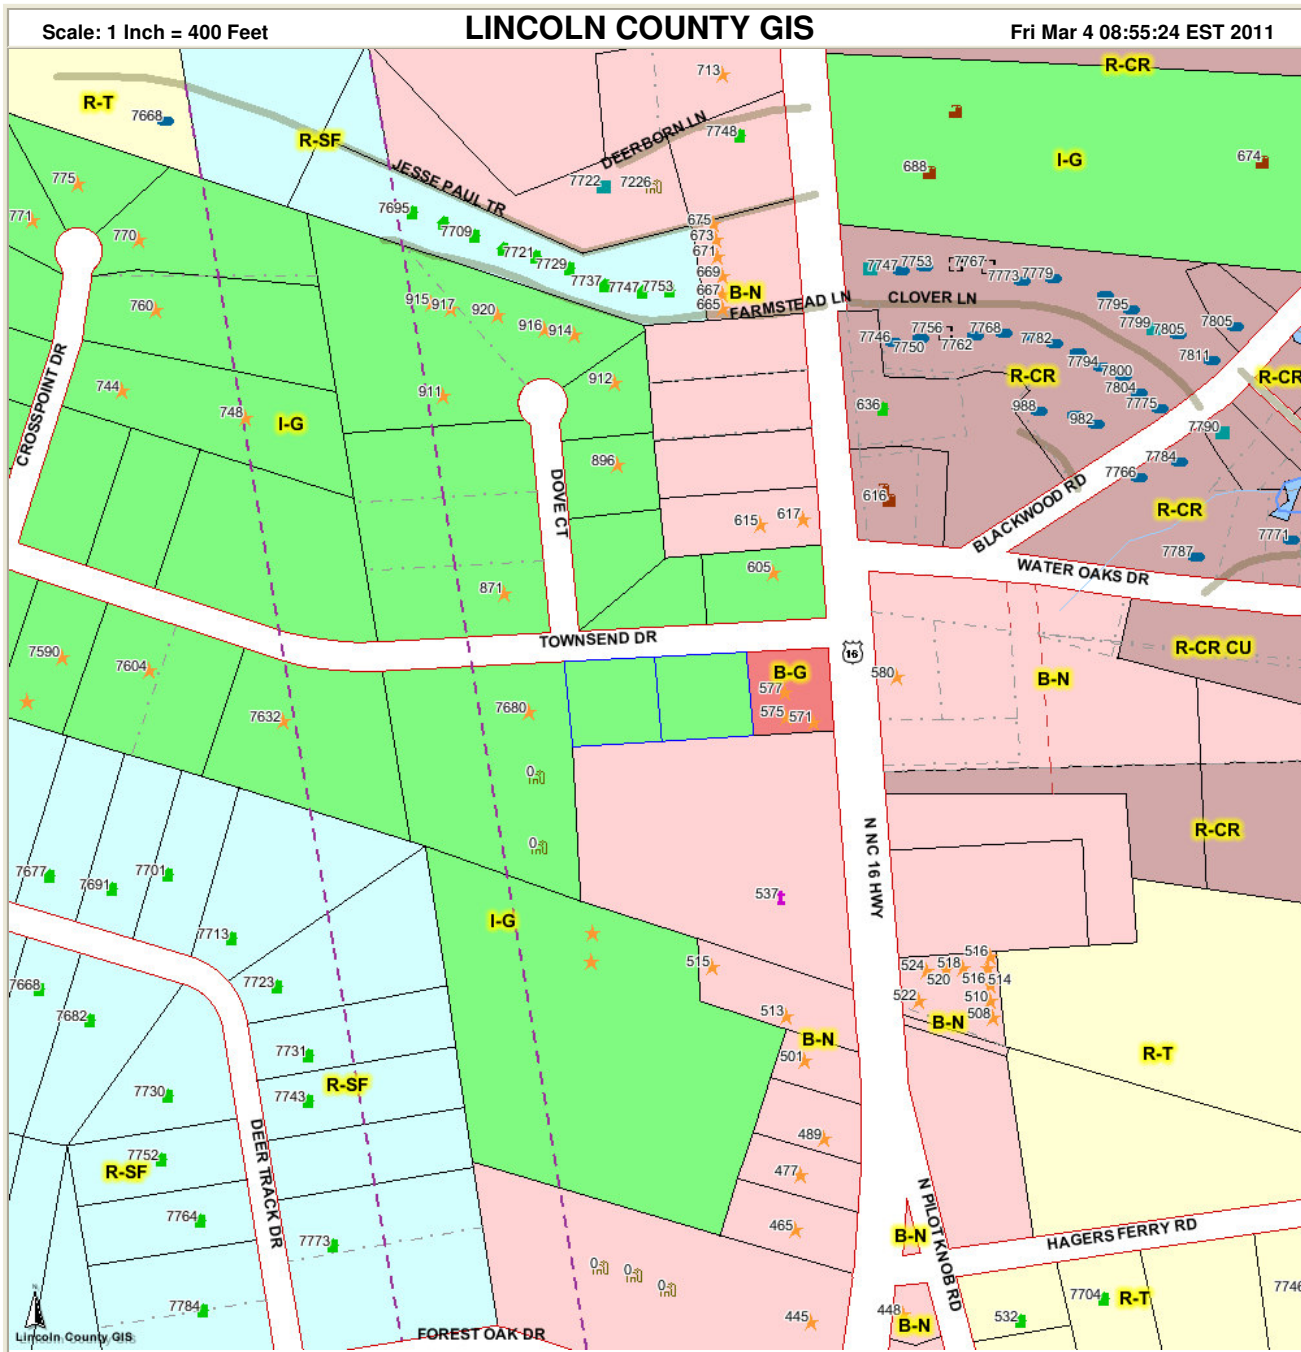 Scale: 1 Inch = 400 Feet
LINCOLN COUNTY GIS
Fri Mar 4 08:55:24 EST 2011
R-CR
713
R-T
7668
R-SF
DEERBORN LN
7748
I-G
688
674
JESSE PAUL TR
775
7722
7226
771
770
7695
7709
7721
7729
7737
7747
7753
675
673
671
669
667
665
B-N
FARMSTEAD LN
CLOVER LN
7747
7753
7767
7773
7779
7795
7799
7805
7805
7811
760
915
917
920
916
914
7746
7750
7756
7762
7768
7782
7794
7800
7804
7775
R-CR
R-CR
CROSSPOINT DR
744
748
I-G
911
912
636
988
982
7790
896
DOVE CT
7784
7766
616
BLACKWOOD RD
R-CR
615
617
7771
7787
605
WATER OAKS DR
871
TOWNSEND DR
16
7590
7604
R-CR CU
B-G
577
575
571
580
B-N
7632
7680
0
0
N NC 16 HWY
R-CR
7677
7691
7701
537
7713
I-G
515
524
518
516
520
516
514
522
510
508
B-N
7723
7668
7682
513
B-N
501
R-T
7731
R-SF
7743
7730
489
DEER TRACK DR
7752
R-SF
477
N PILOT KNOB RD
7764
465
B-N
HAGERS FERRY RD
7773
0
0
0
7784
445
448
B-N
532
7704
R-T
7746
N
Lincoln County GIS
FOREST OAK DR